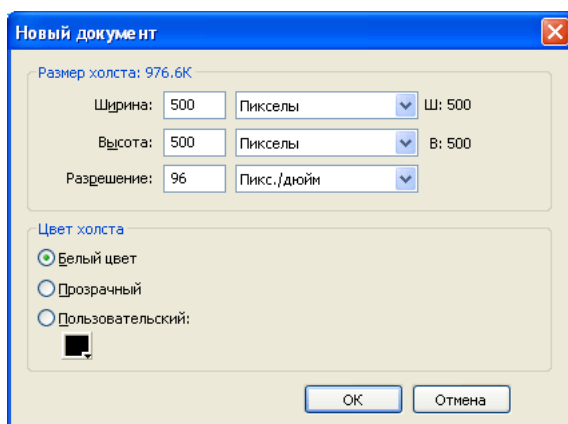 Новый документ
Размер холста: 976.6K
Ширина: 500 Пикселы Ш: 500
Высота: 500 Пикселы В: 500
Разрешение: 96 Пикс./дюйм
Цвет холста
Белый цвет
Прозрачный
Пользовательский:
OK Отмена